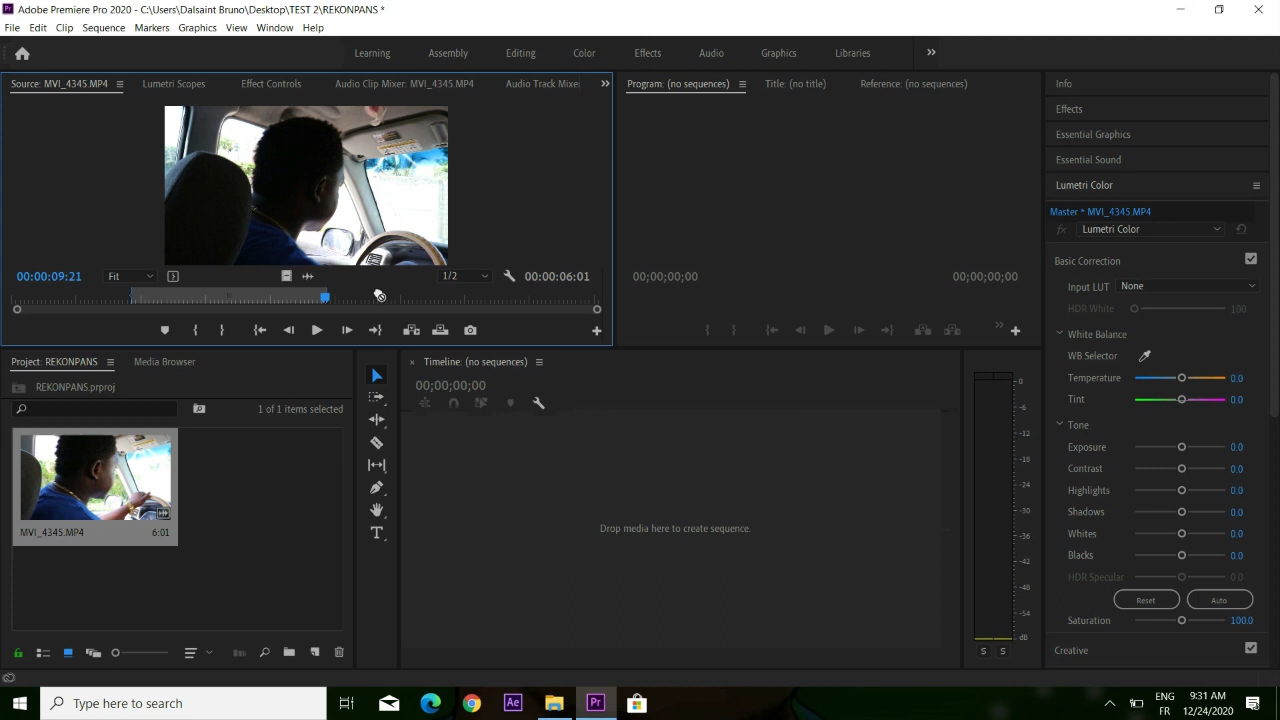 Adobe Premiere Pro 2020 - C:\Users\Dalsaint Bruno\Desktop\TEST 2\REKONPANS *
File Edit Clip Sequence Markers Graphics View Window Help
Learning Assembly Editing Color Effects Audio Graphics Libraries
Source: MVI_4345.MP4 Lumetri Scopes Effect Controls Audio Clip Mixer: MVI_4345.MP4 Audio Track Mixer
Program: (no sequences) Title: (no title) Reference: (no sequences)
00:00:09:21 Fit 1/2 00:00:06:01
00;00;00;00 00;00;00;00
Project: REKONPANS Media Browser
REKONPANS.prproj
1 of 1 items selected
MVI_4345.MP4 6:01
Timeline: (no sequences)
00;00;00;00
Drop media here to create sequence.
0
-6
-12
-18
-24
-30
-36
-42
-48
-54
dB
S S
Info
Effects
Essential Graphics
Essential Sound
Lumetri Color
Master * MVI_4345.MP4
fx Lumetri Color
Basic Correction
Input LUT None
HDR White 100
White Balance
WB Selector
Temperature 0.0
Tint 0.0
Tone
Exposure 0.0
Contrast 0.0
Highlights 0.0
Shadows 0.0
Whites 0.0
Blacks 0.0
HDR Specular 0.0
Reset Auto
Saturation 100.0
Creative
Type here to search
Ae Pr
ENG
FR
9:31 AM
12/24/2020